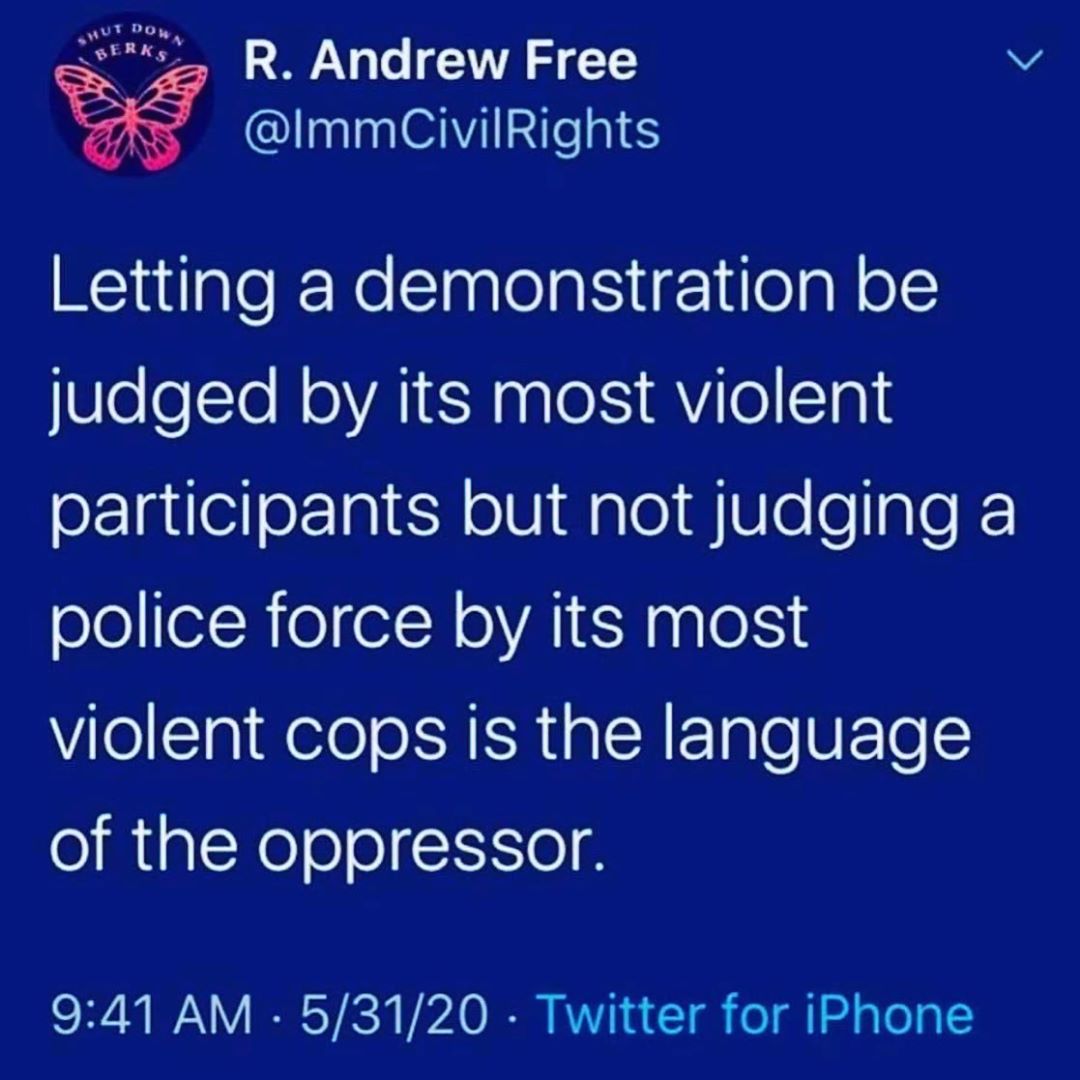 SHUT DOWN
BERKS
R. Andrew Free
@ImmCivilRights
Letting a demonstration be
judged by its most violent
participants but not judging a
police force by its most
violent cops is the language
of the oppressor.
9:41 AM · 5/31/20 · Twitter for iPhone